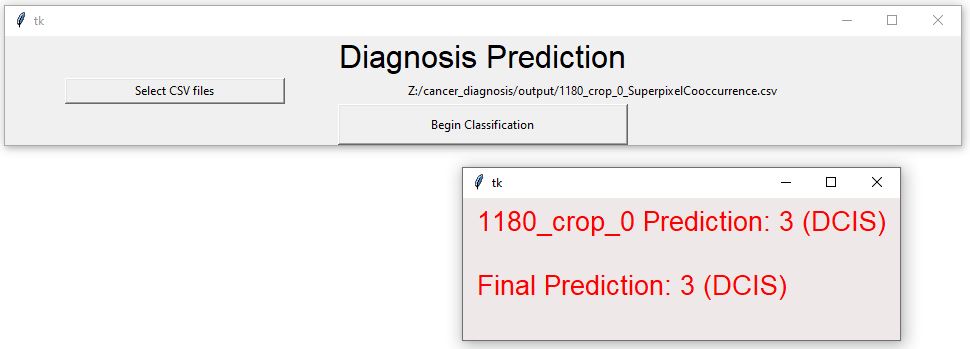 tk
Diagnosis Prediction
Select CSV files
Z:/cancer_diagnosis/output/1180_crop_0_SuperpixelCooccurrence.csv
Begin Classification
tk
1180_crop_0 Prediction: 3 (DCIS)
Final Prediction: 3 (DCIS)